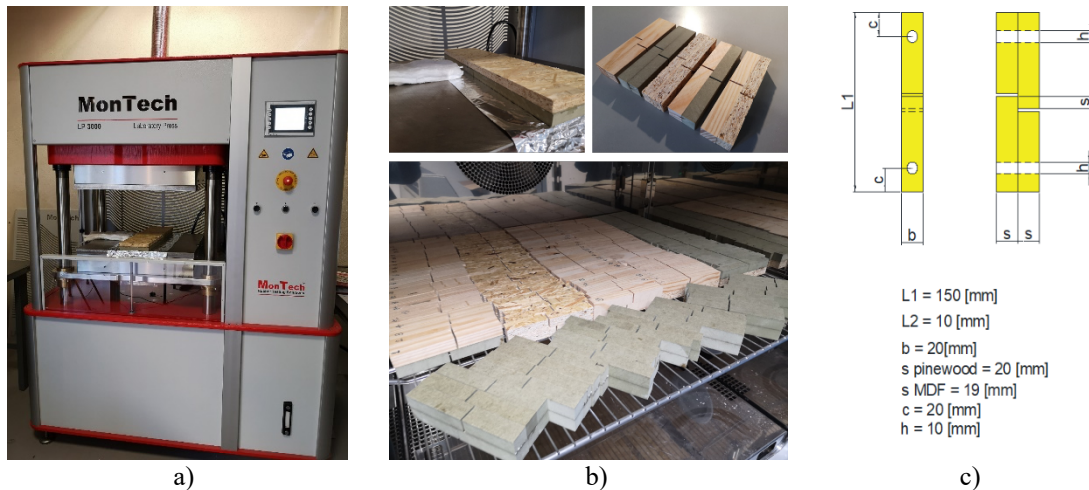 MonTech
LP 3000 Laboratory Press
MonTech
a)
b)
c
h
L1
s
h
c
b
s s
L1 = 150 [mm]
L2 = 10 [mm]
b = 20[mm]
s pinewood = 20 [mm]
s MDF = 19 [mm]
c = 20 [mm]
h = 10 [mm]
c)